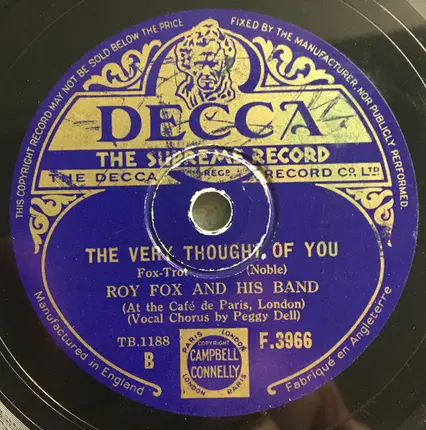 THIS COPYRIGHT RECORD MAY NOT BE SOLD BELOW THE PRICE
FIXED BY THE MANUFACTURER, NOR PUBLICLY PERFORMED.
DECCA
THE SUPREME RECORD
THE DECCA REG? RECORD CO. LTD.
THE VERY THOUGHT OF YOU
Fox-Trot (Noble)
ROY FOX AND HIS BAND
(At the Café de Paris, London)
(Vocal Chorus by Peggy Dell)
TB.1188
B
F.3966
PARIS LONDON
COPYRIGHT
CAMPBELL
CONNELLY
LONDON PARIS
Manufactured in England
Fabriqué en Angleterre